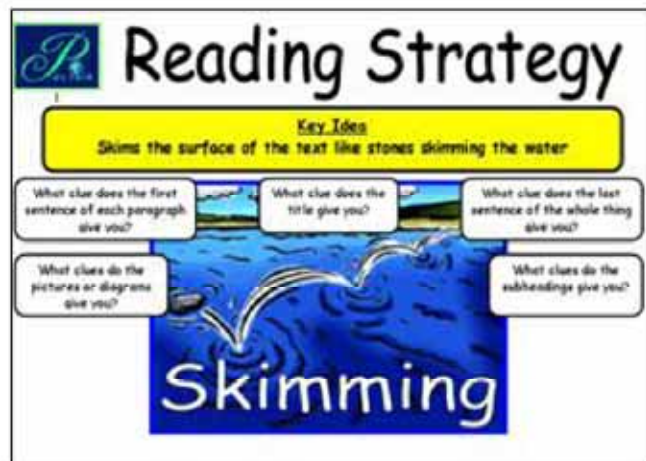 Reading Strategy
Key Idea
Skims the surface of the text like stones skimming the water
What clue does the first
sentence of each paragraph
give you?
What clue does the
title give you?
What clue does the last
sentence of the whole thing
give you?
What clues do the
pictures or diagrams
give you?
What clues do the
subheadings give you?
Skimming